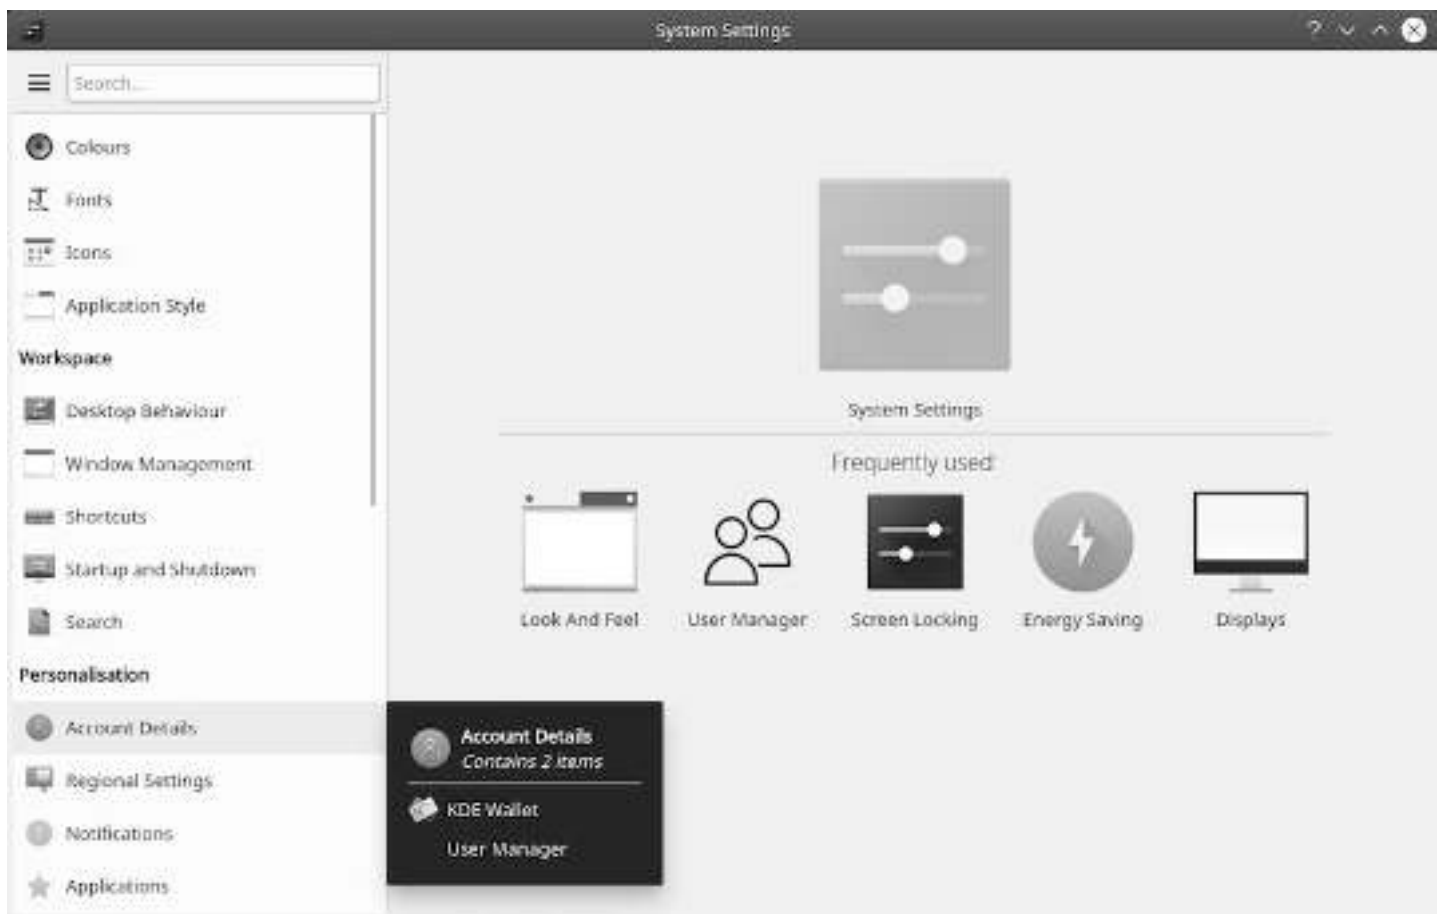 System Settings
Search...
Colours
Fonts
Icons
Application Style
Workspace
Desktop Behaviour
Window Management
Shortcuts
Startup and Shutdown
Search
Personalisation
Account Details
Regional Settings
Notifications
Applications
System Settings
Frequently used
Look And Feel
User Manager
Screen Locking
Energy Saving
Displays
Account Details
Contains 2 items
KDE Wallet
User Manager